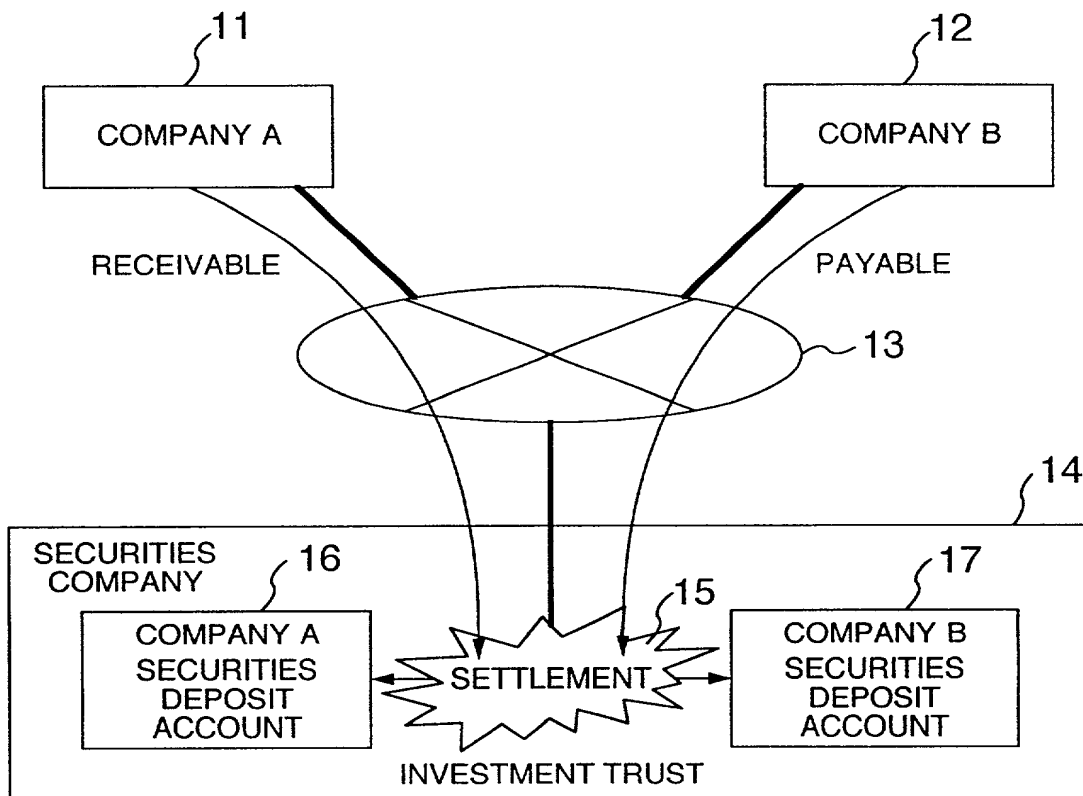 11
12
COMPANY A
COMPANY B
RECEIVABLE
PAYABLE
13
14
SECURITIES
COMPANY
16
15
17
COMPANY A
SECURITIES
DEPOSIT
ACCOUNT
SETTLEMENT
COMPANY B
SECURITIES
DEPOSIT
ACCOUNT
INVESTMENT TRUST